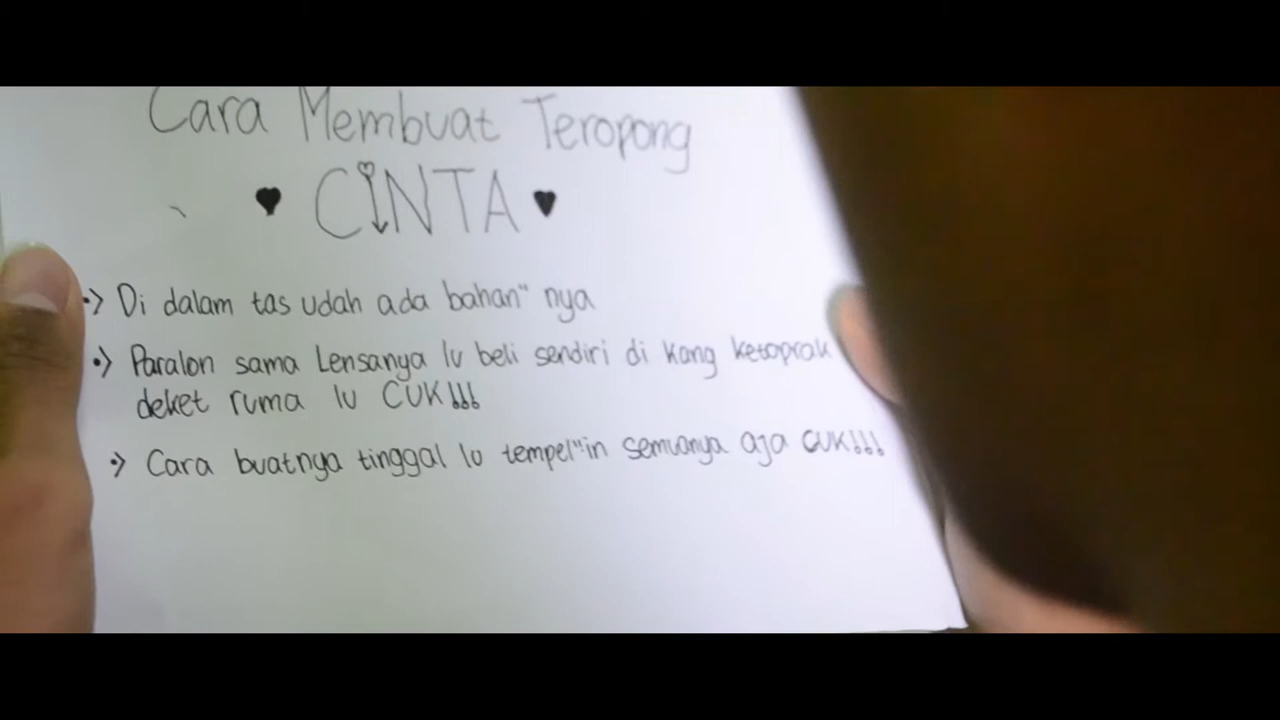 Cara Membuat Teropong
♥ CINTA ♥
•> Di dalam tas udah ada bahan" nya
•> Paralon sama Lensanya lu beli sendiri di kang ketoprak
deket ruma lu CUK!!!
•> Cara buatnya tinggal lu tempel"in semuanya aja CUK!!!